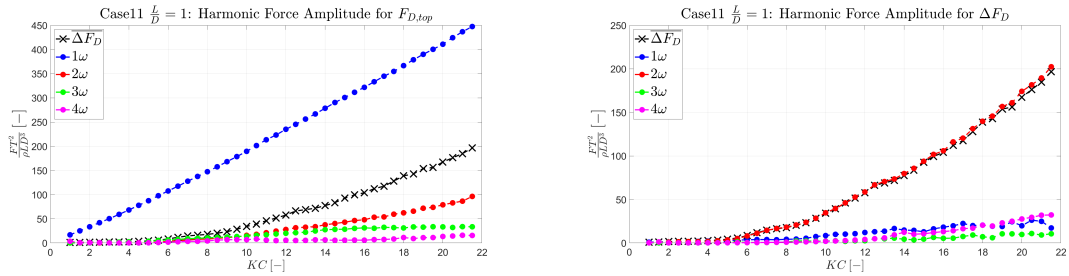 Case11 L/D = 1: Harmonic Force Amplitude for F_{D,top}
450
400
350
300
250
200
150
100
50
0
FT²/ρLD³ [−]
ΔF_D
1ω
2ω
3ω
4ω
0 2 4 6 8 10 12 14 16 18 20 22
KC [−]
Case11 L/D = 1: Harmonic Force Amplitude for ΔF_D
250
200
150
100
50
0
FT²/ρLD³ [−]
ΔF_D
1ω
2ω
3ω
4ω
0 2 4 6 8 10 12 14 16 18 20 22
KC [−]